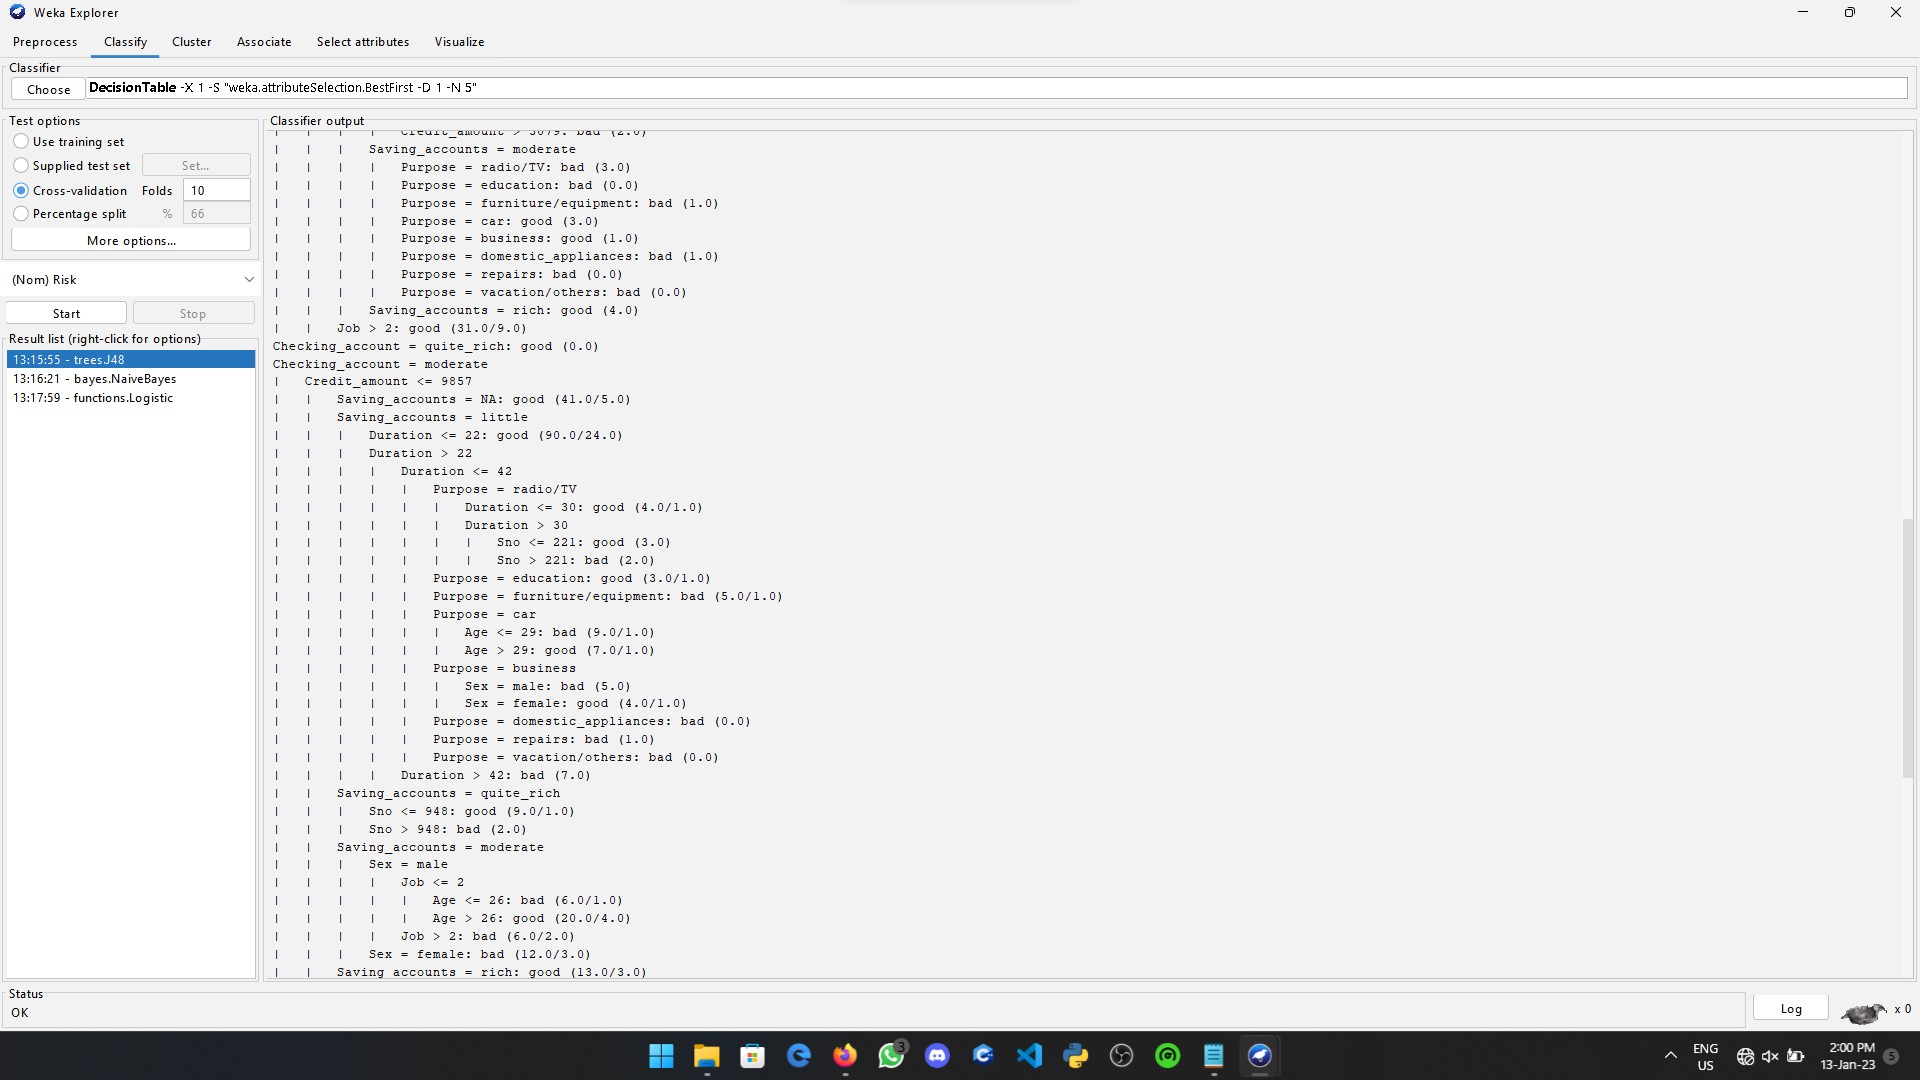 Weka Explorer
Preprocess Classify Cluster Associate Select attributes Visualize
Classifier
Choose DecisionTable -X 1 -S "weka.attributeSelection.BestFirst -D 1 -N 5"
Test options
Use training set
Supplied test set Set...
Cross-validation Folds 10
Percentage split % 66
More options...
(Nom) Risk
Start Stop
Result list (right-click for options)
13:15:55 - trees.J48
13:16:21 - bayes.NaiveBayes
13:17:59 - functions.Logistic
Classifier output
| | | | Credit_amount > 3079: bad (2.0)
| | | Saving_accounts = moderate
| | | | Purpose = radio/TV: bad (3.0)
| | | | Purpose = education: bad (0.0)
| | | | Purpose = furniture/equipment: bad (1.0)
| | | | Purpose = car: good (3.0)
| | | | Purpose = business: good (1.0)
| | | | Purpose = domestic_appliances: bad (1.0)
| | | | Purpose = repairs: bad (0.0)
| | | | Purpose = vacation/others: bad (0.0)
| | | Saving_accounts = rich: good (4.0)
| | Job > 2: good (31.0/9.0)
Checking_account = quite_rich: good (0.0)
Checking_account = moderate
| Credit_amount <= 9857
| | Saving_accounts = NA: good (41.0/5.0)
| | Saving_accounts = little
| | | Duration <= 22: good (90.0/24.0)
| | | Duration > 22
| | | | Duration <= 42
| | | | | Purpose = radio/TV
| | | | | | Duration <= 30: good (4.0/1.0)
| | | | | | Duration > 30
| | | | | | | Sno <= 221: good (3.0)
| | | | | | | Sno > 221: bad (2.0)
| | | | | Purpose = education: good (3.0/1.0)
| | | | | Purpose = furniture/equipment: bad (5.0/1.0)
| | | | | Purpose = car
| | | | | | Age <= 29: bad (9.0/1.0)
| | | | | | Age > 29: good (7.0/1.0)
| | | | | Purpose = business
| | | | | | Sex = male: bad (5.0)
| | | | | | Sex = female: good (4.0/1.0)
| | | | | Purpose = domestic_appliances: bad (0.0)
| | | | | Purpose = repairs: bad (1.0)
| | | | | Purpose = vacation/others: bad (0.0)
| | | | Duration > 42: bad (7.0)
| | Saving_accounts = quite_rich
| | | Sno <= 948: good (9.0/1.0)
| | | Sno > 948: bad (2.0)
| | Saving_accounts = moderate
| | | Sex = male
| | | | Job <= 2
| | | | | Age <= 26: bad (6.0/1.0)
| | | | | Age > 26: good (20.0/4.0)
| | | | Job > 2: bad (6.0/2.0)
| | | Sex = female: bad (12.0/3.0)
| | Saving_accounts = rich: good (13.0/3.0)
Status
OK
Log x 0
3
ENG
US
2:00 PM
13-Jan-23
5